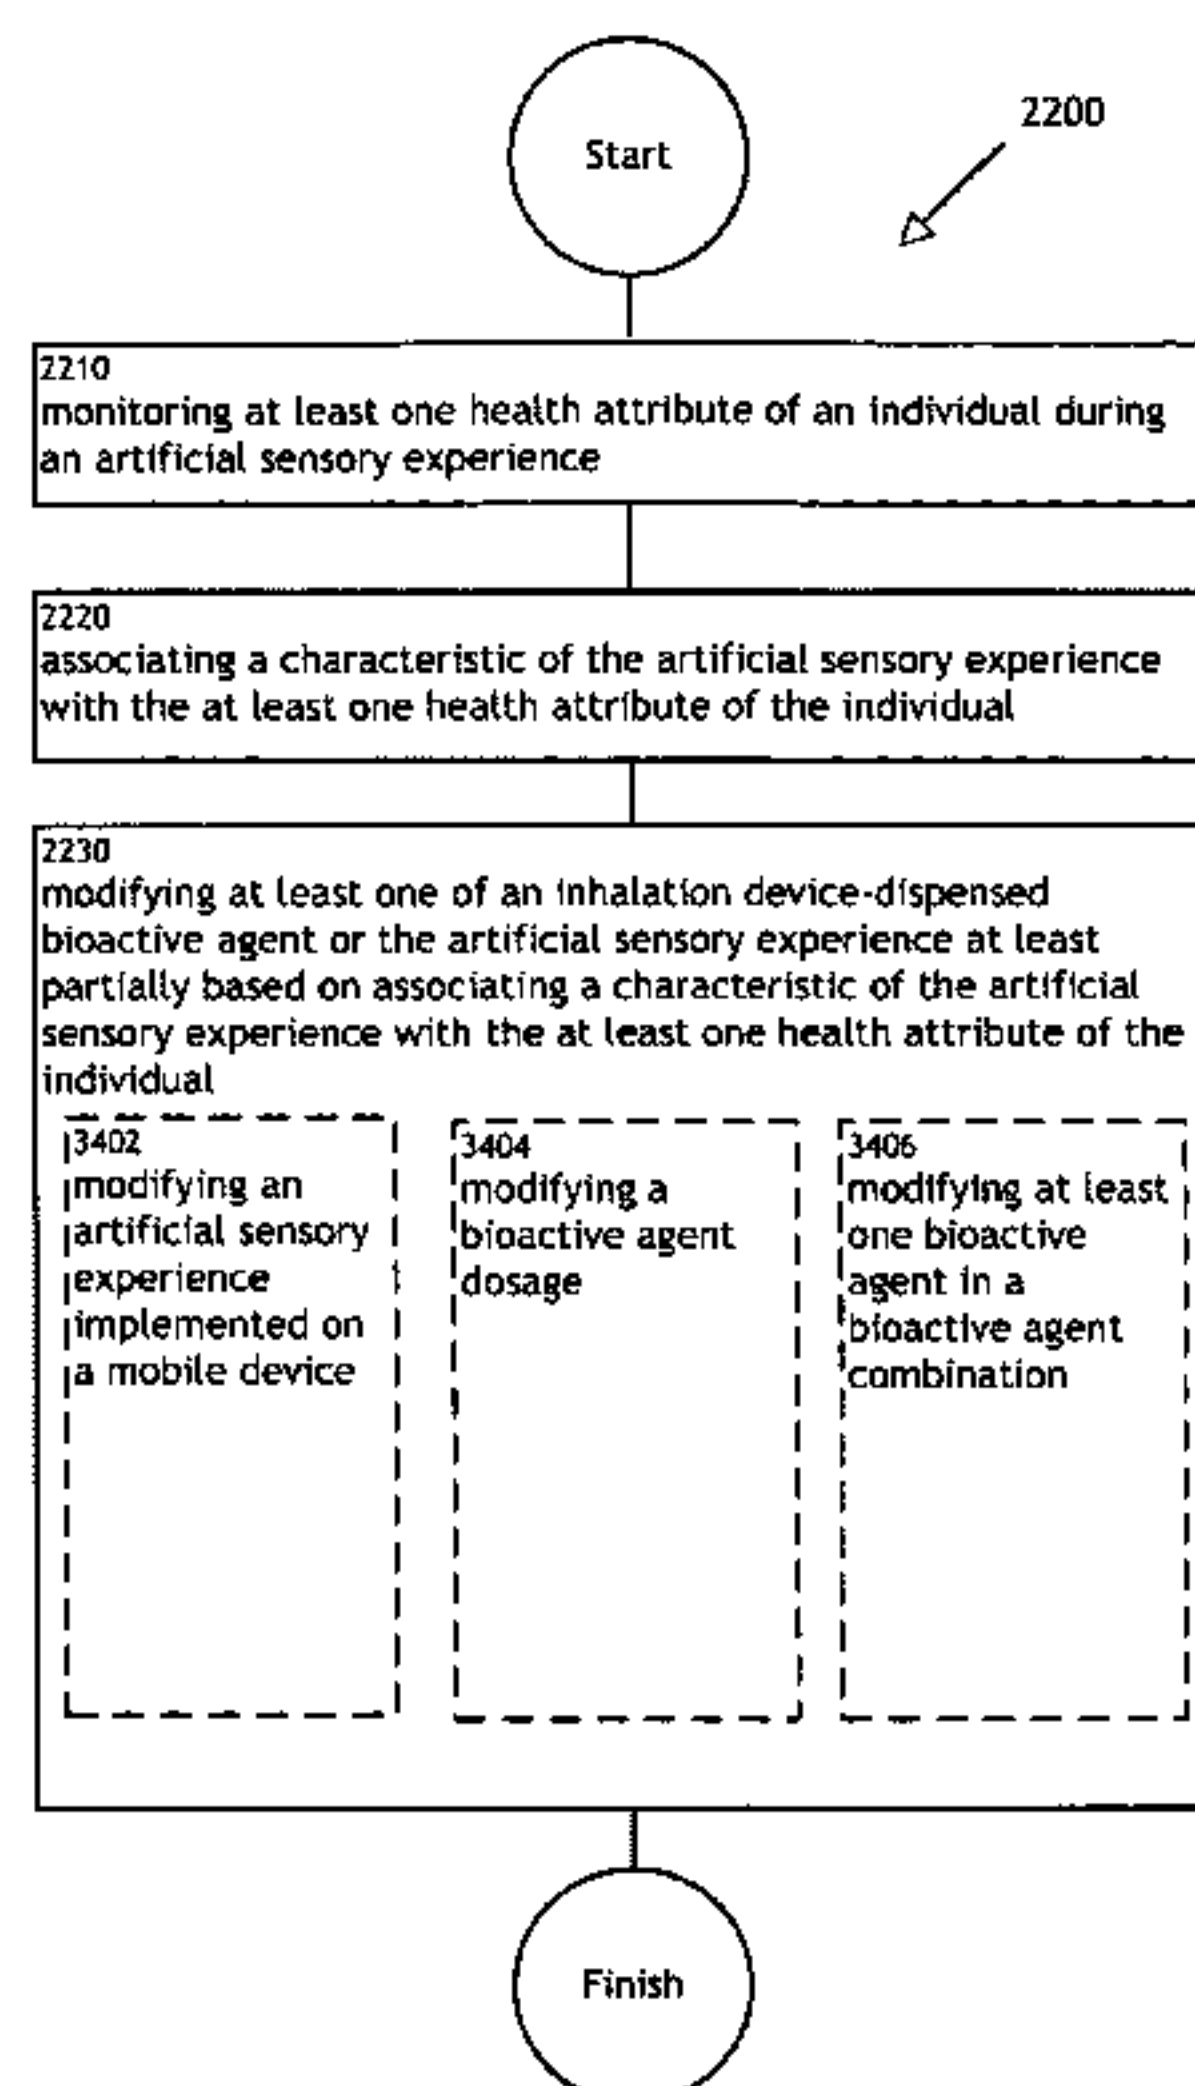 Start
2200
2210
monitoring at least one health attribute of an individual during
an artificial sensory experience
2220
associating a characteristic of the artificial sensory experience
with the at least one health attribute of the individual
2230
modifying at least one of an inhalation device-dispensed
bioactive agent or the artificial sensory experience at least
partially based on associating a characteristic of the artificial
sensory experience with the at least one health attribute of the
individual
3402
modifying an
artificial sensory
experience
implemented on
a mobile device
3404
modifying a
bioactive agent
dosage
3406
modifying at least
one bioactive
agent in a
bioactive agent
combination
Finish